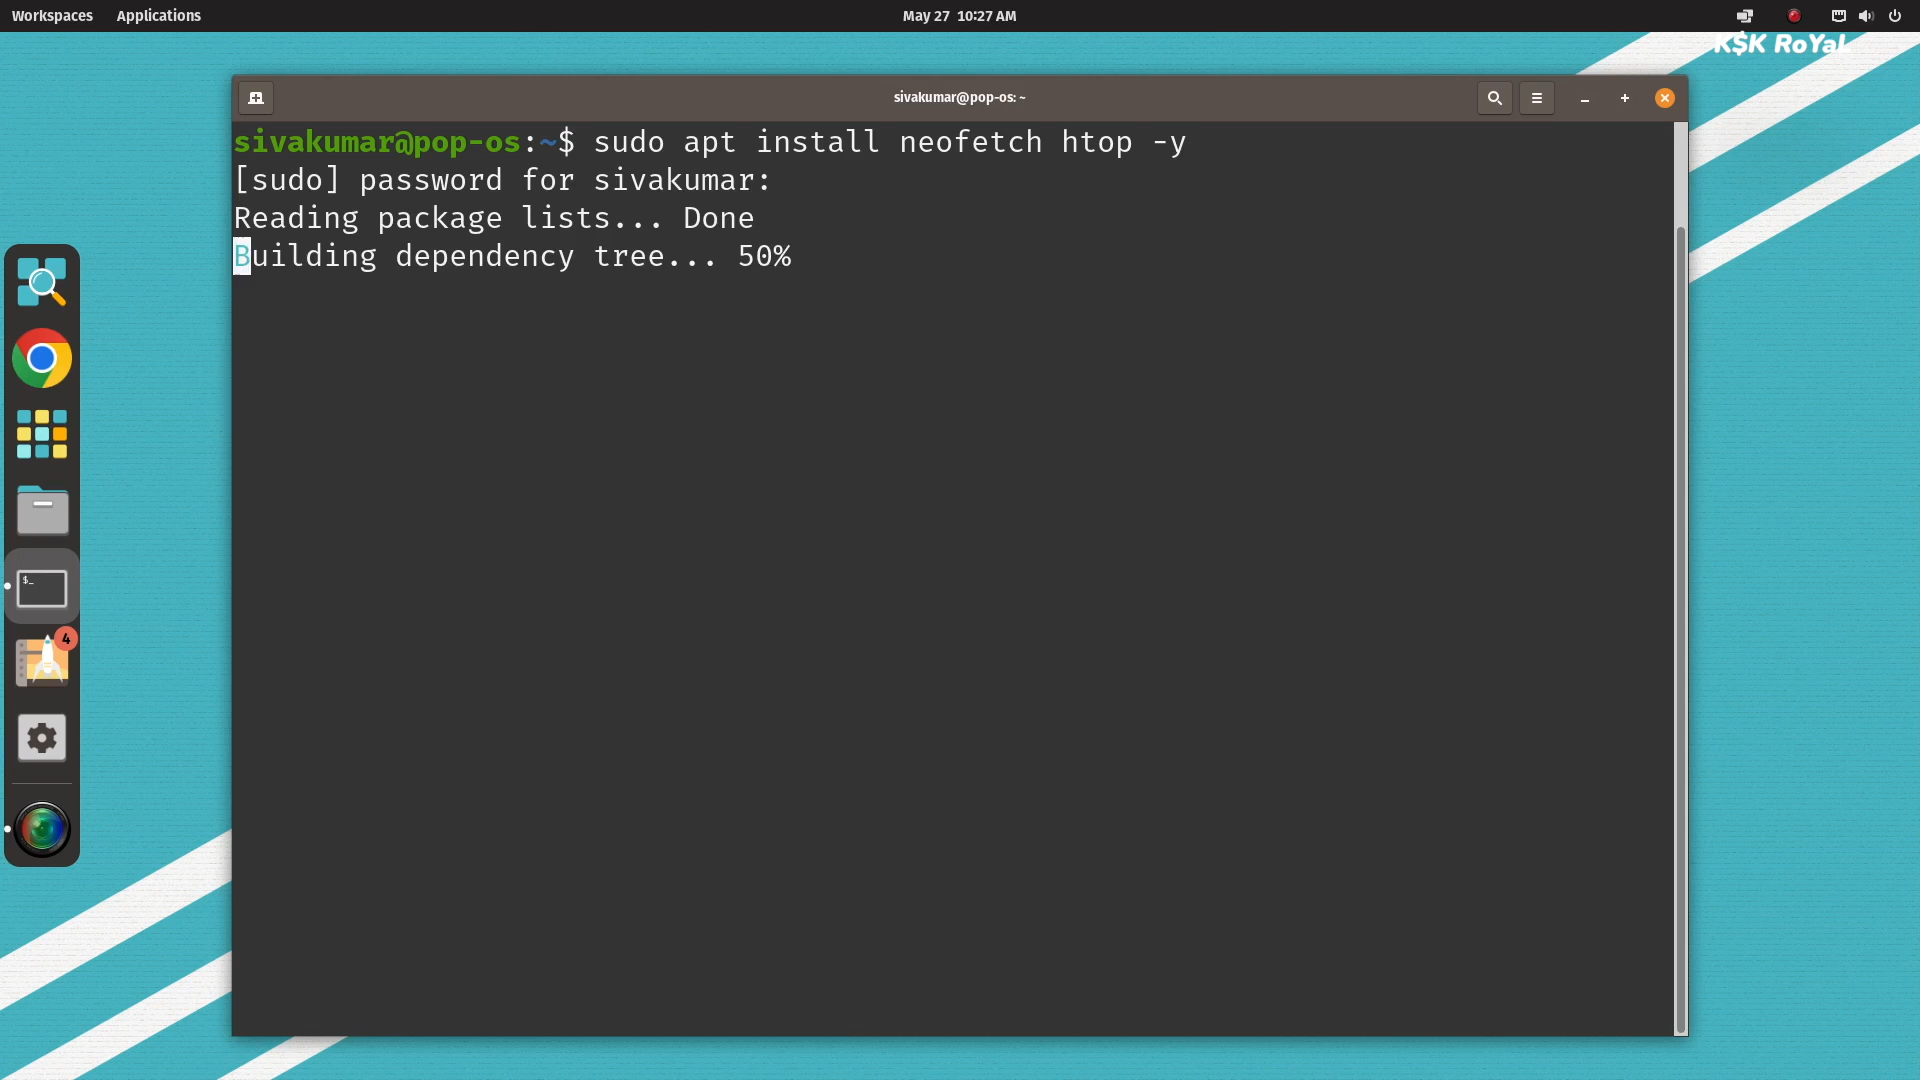 Workspaces Applications May 27 10:27 AM
K$K RoYaL
sivakumar@pop-os: ~
sivakumar@pop-os:~$ sudo apt install neofetch htop -y
[sudo] password for sivakumar:
Reading package lists... Done
Building dependency tree... 50%
$_
4